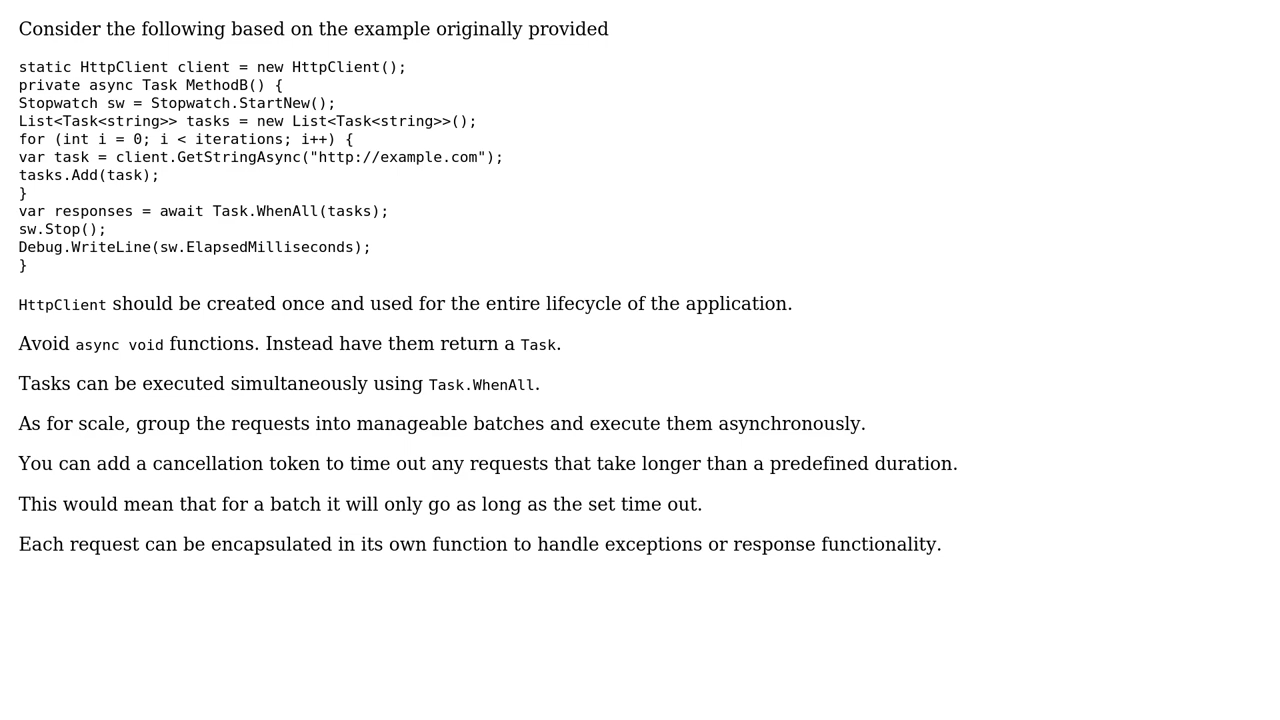 Consider the following based on the example originally provided
static HttpClient client = new HttpClient();
private async Task MethodB() {
Stopwatch sw = Stopwatch.StartNew();
List<Task<string>> tasks = new List<Task<string>>();
for (int i = 0; i < iterations; i++) {
var task = client.GetStringAsync("http://example.com");
tasks.Add(task);
}
var responses = await Task.WhenAll(tasks);
sw.Stop();
Debug.WriteLine(sw.ElapsedMilliseconds);
}
HttpClient should be created once and used for the entire lifecycle of the application.
Avoid async void functions. Instead have them return a Task.
Tasks can be executed simultaneously using Task.WhenAll.
As for scale, group the requests into manageable batches and execute them asynchronously.
You can add a cancellation token to time out any requests that take longer than a predefined duration.
This would mean that for a batch it will only go as long as the set time out.
Each request can be encapsulated in its own function to handle exceptions or response functionality.